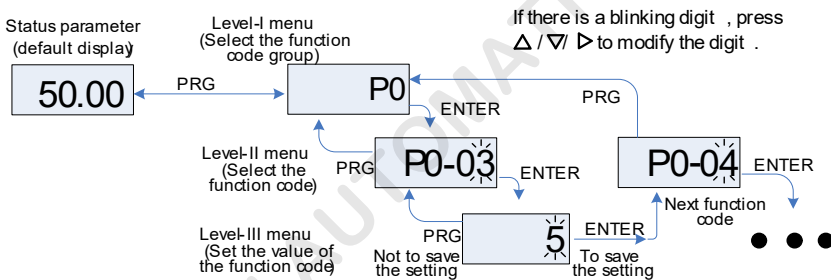 Status parameter
(default display)
50.00
PRG
Level-I menu
(Select the function
code group)
P0
ENTER
If there is a blinking digit , press
△ / ▽/ ▷ to modify the digit .
PRG
Level-II menu
(Select the
function code)
PRG
P0-03
ENTER
P0-04
ENTER
Next function
code
Level-III menu
(Set the value of
the function code)
PRG
Not to save
the setting
5
ENTER
To save
the setting
AUTOMATI